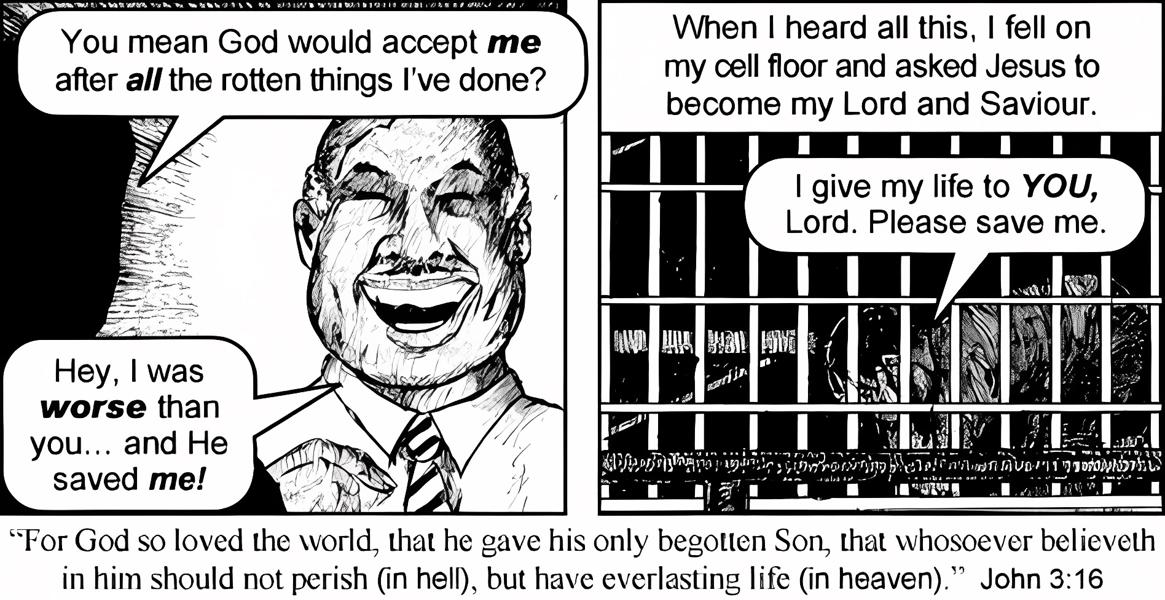 You mean God would accept me
after all the rotten things I've done?
Hey, I was
worse than
you... and He
saved me!
When I heard all this, I fell on
my cell floor and asked Jesus to
become my Lord and Saviour.
I give my life to YOU,
Lord. Please save me.
“For God so loved the world, that he gave his only begotten Son, that whosoever believeth
in him should not perish (in hell), but have everlasting life (in heaven).” John 3:16